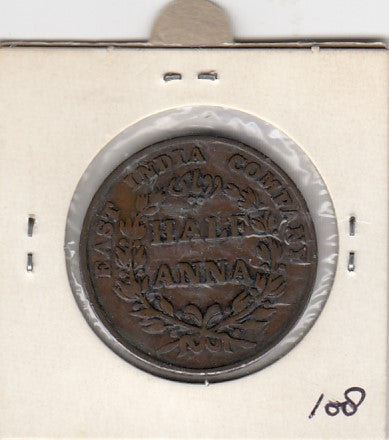 EAST INDIA COMPANY
HALF
ANNA
108